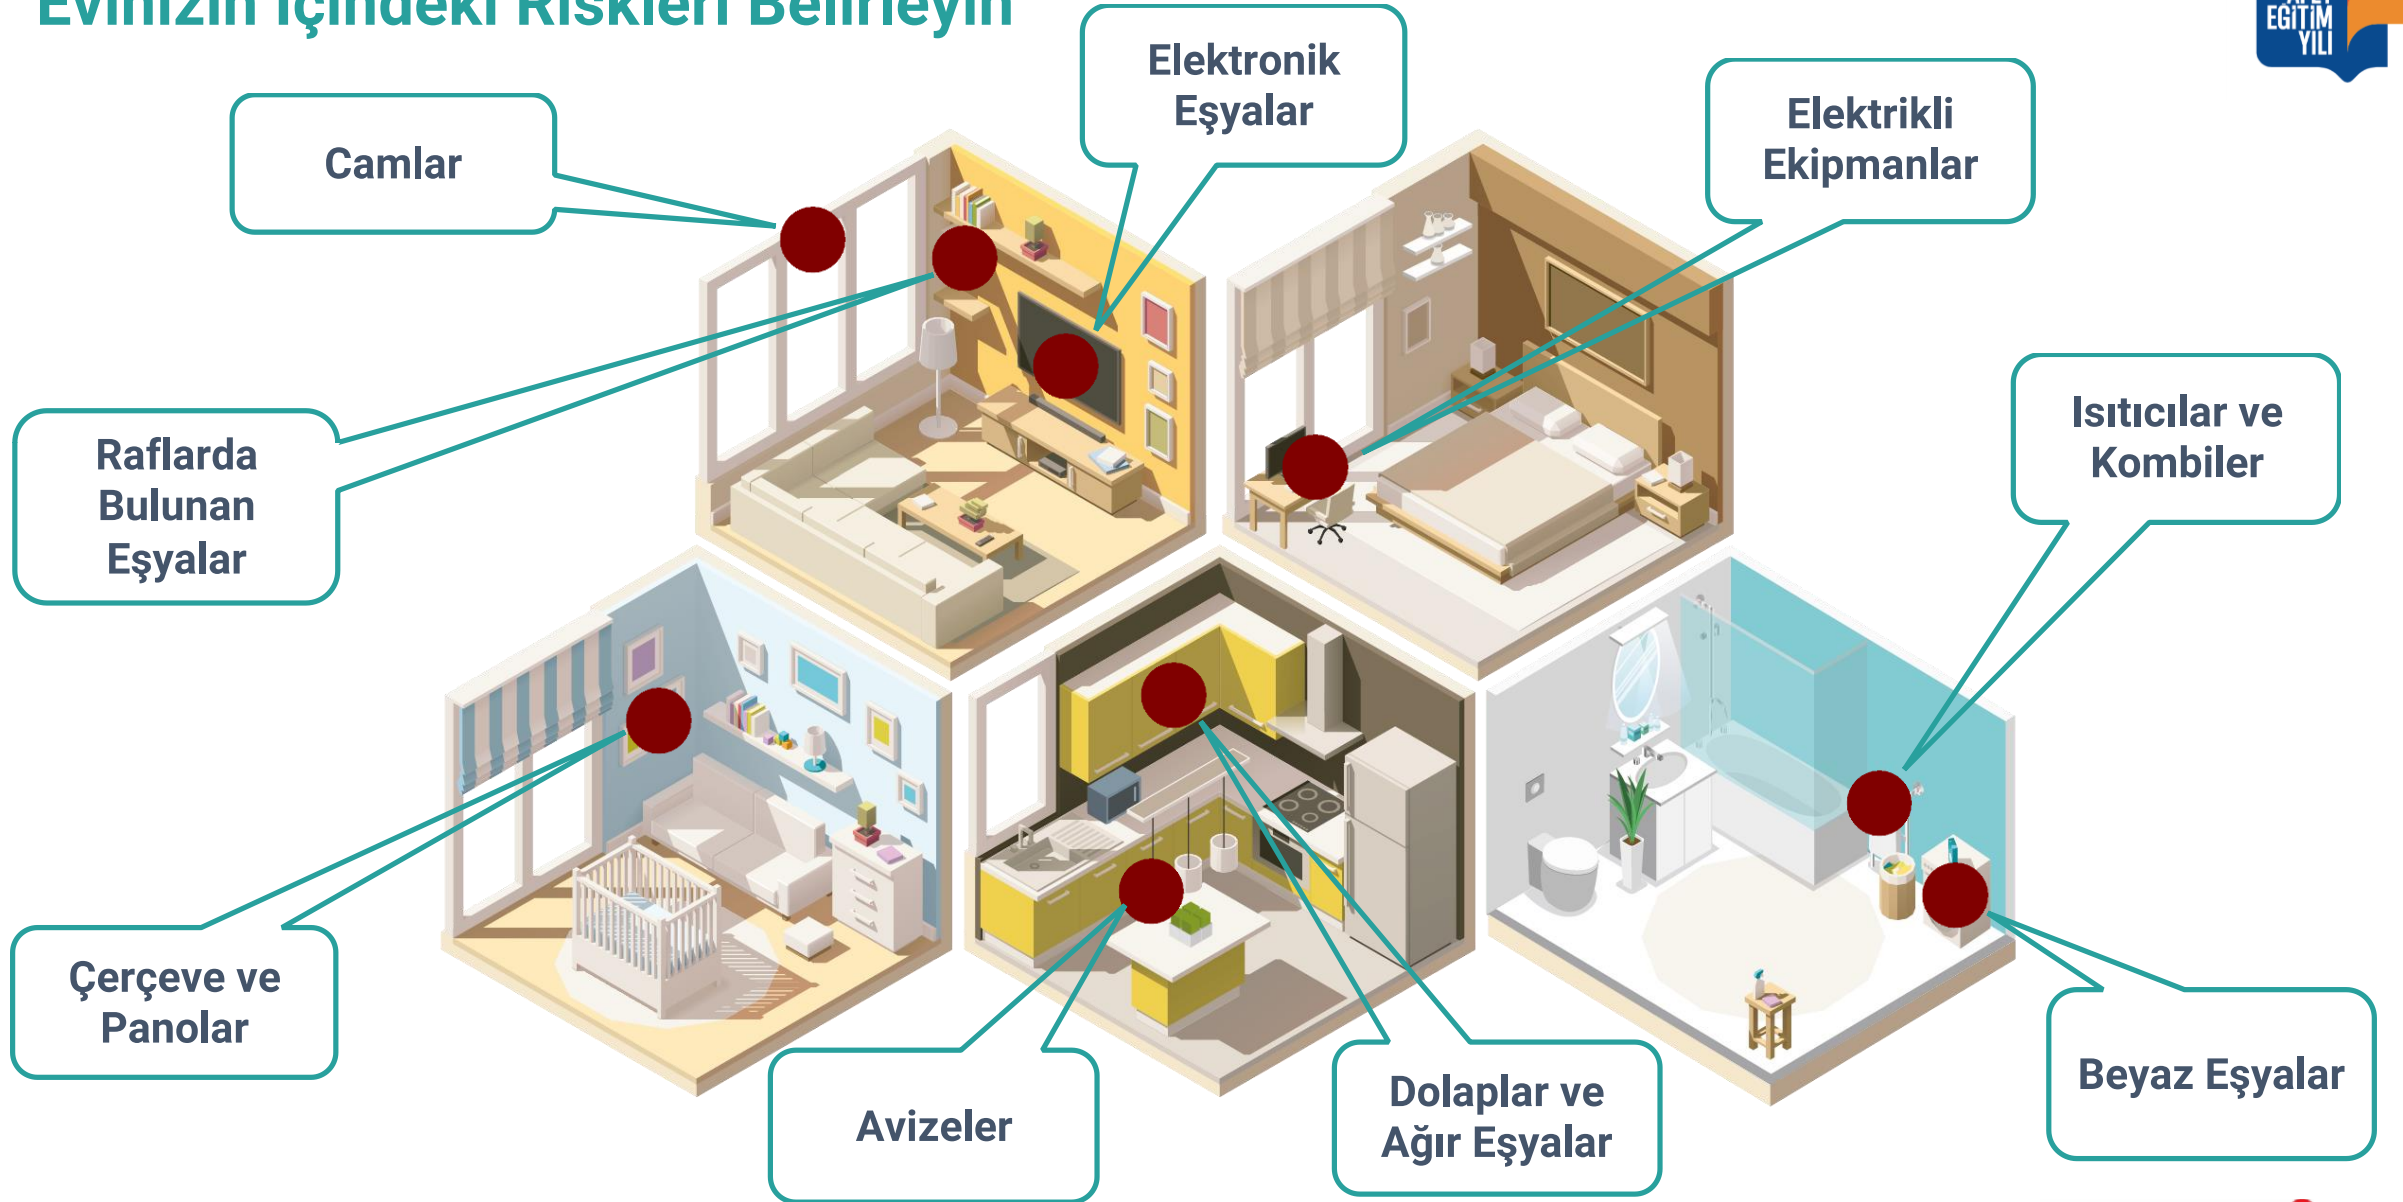 Evinizin İçindeki Riskleri Belirleyin
EĞİTİM
YILI
Elektronik
Eşyalar
Elektrikli
Ekipmanlar
Camlar
Isıtıcılar ve
Kombiler
Raflarda
Bulunan
Eşyalar
Çerçeve ve
Panolar
Avizeler
Dolaplar ve
Ağır Eşyalar
Beyaz Eşyalar